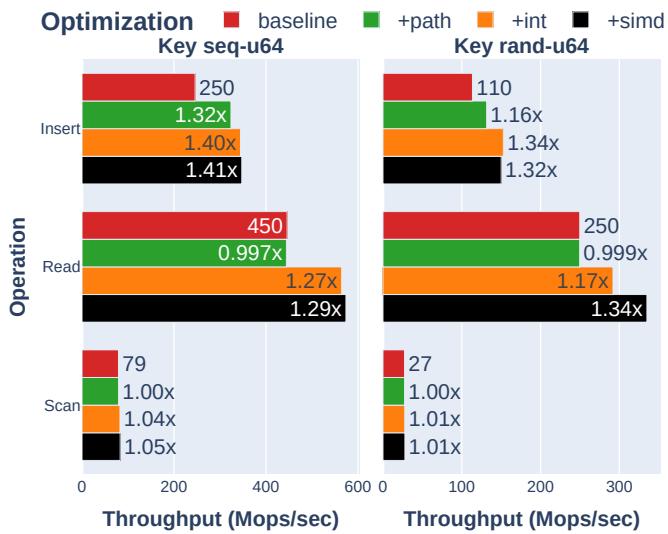 Optimization baseline +path +int +simd
Key seq-u64 Key rand-u64
Operation
Insert
250
1.32x
1.40x
1.41x
110
1.16x
1.34x
1.32x
Read
450
0.997x
1.27x
1.29x
250
0.999x
1.17x
1.34x
Scan
79
1.00x
1.04x
1.05x
27
1.00x
1.01x
1.01x
0 200 400 600 0 100 200 300
Throughput (Mops/sec) Throughput (Mops/sec)